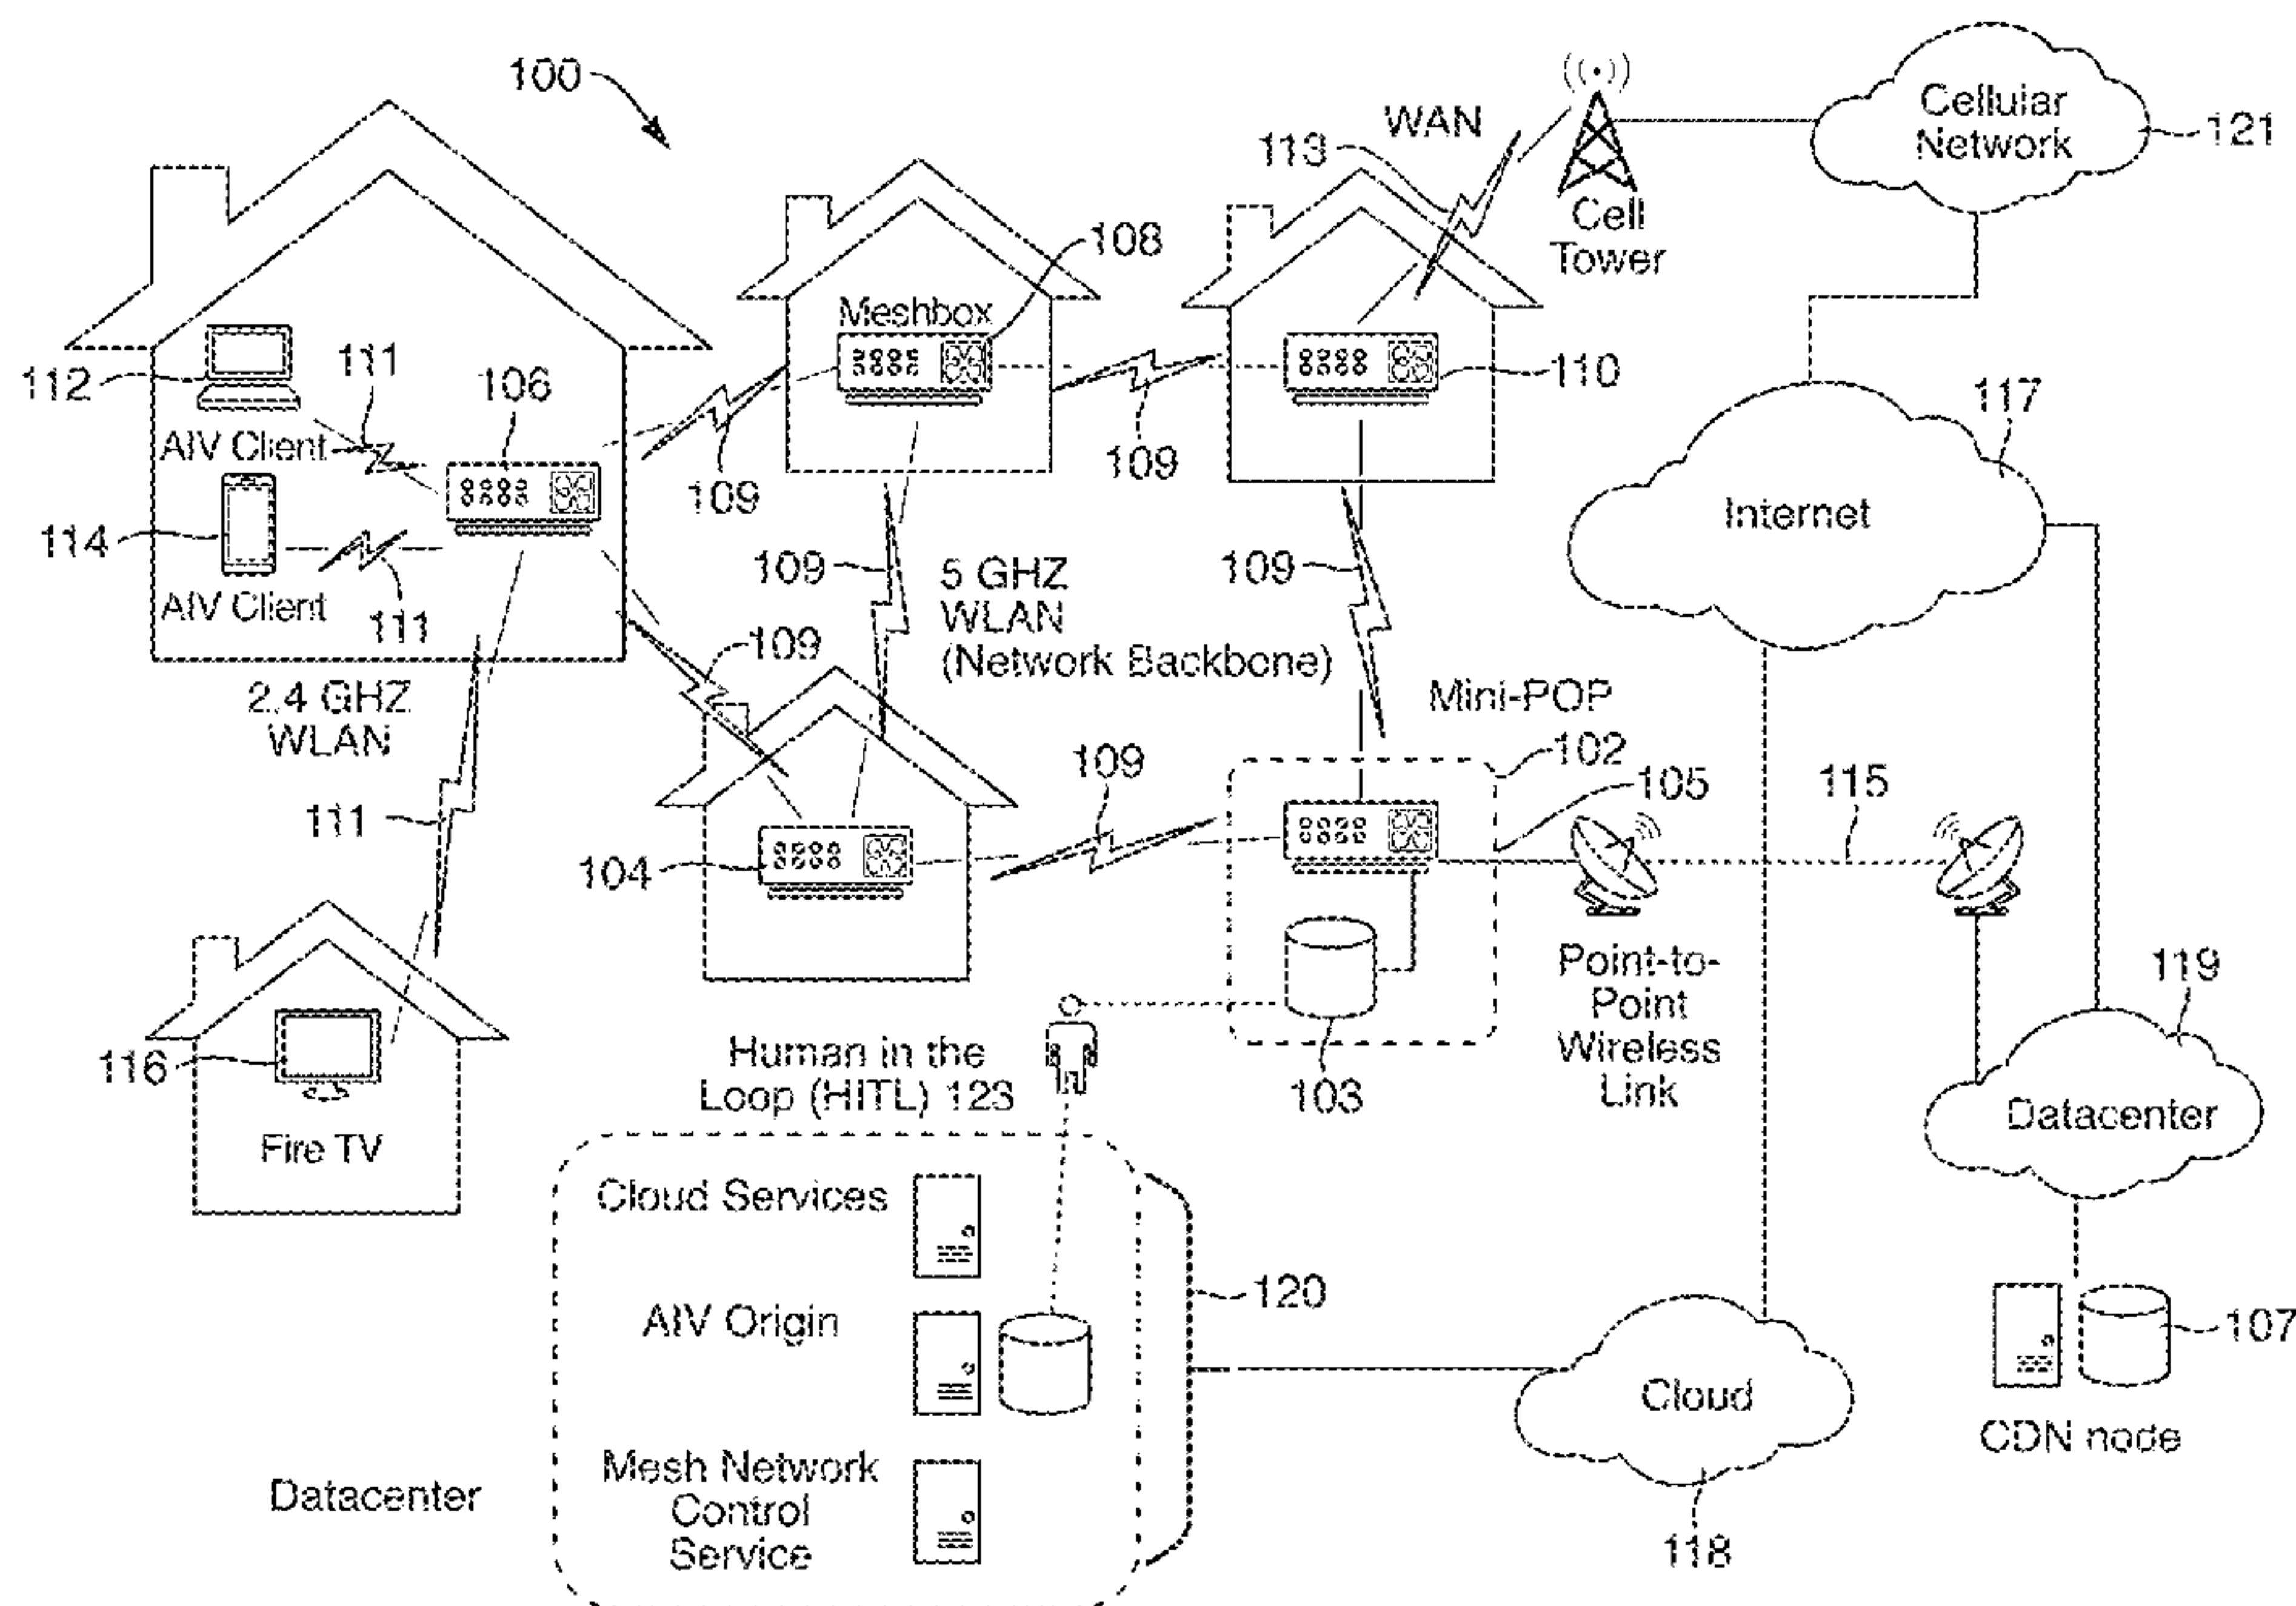 100
WAN
113
Cell
Tower
Cellular
Network
121
108
Meshbox
110
112
111
106
AIV Client
109
109
117
Internet
114
AIV Client
111
109
5 GHZ
WLAN
(Network Backbone)
109
109
2.4 GHZ
WLAN
Mini-POP
102
105
115
109
111
104
116
Fire TV
Human in the
Loop (HITL) 123
103
Point-to-
Point
Wireless
Link
119
Datacenter
Cloud Services
AIV Origin
Mesh Network
Control
Service
120
Datacenter
Cloud
118
107
CDN node